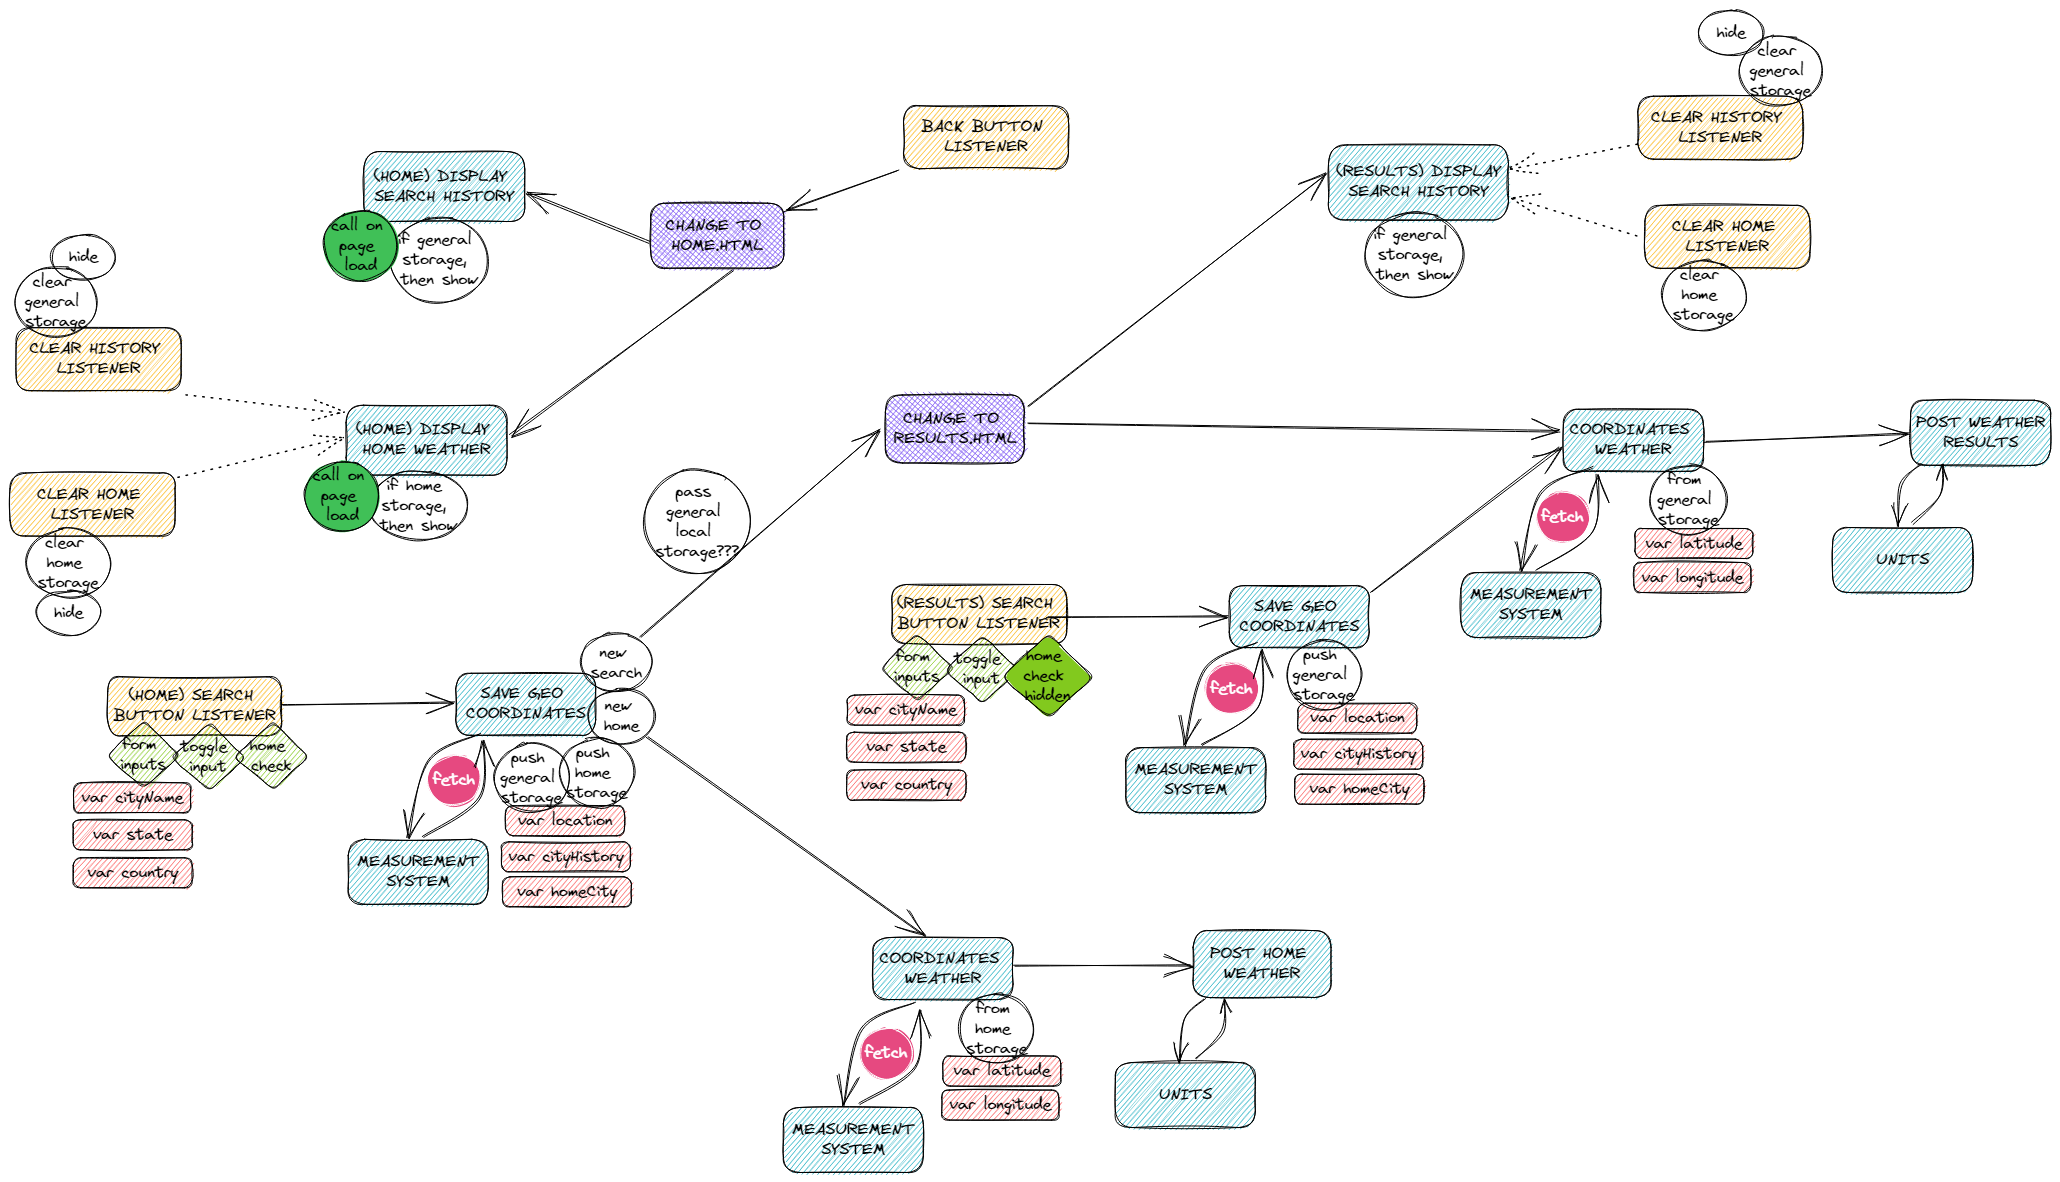 hide
clear
general
storage
CLEAR HISTORY
LISTENER
BACK BUTTON
LISTENER
(HOME) DISPLAY
SEARCH HISTORY
call on
page
load
if general
storage,
then show
CHANGE TO
HOME.HTML
(RESULTS) DISPLAY
SEARCH HISTORY
if general
storage,
then show
CLEAR HOME
LISTENER
clear
home
storage
hide
clear
general
storage
CLEAR HISTORY
LISTENER
(HOME) DISPLAY
HOME WEATHER
call on
page
load
if home
storage,
then show
CLEAR HOME
LISTENER
clear
home
storage
hide
CHANGE TO
RESULTS.HTML
pass
general
local
storage???
COORDINATES
WEATHER
fetch
from
general
storage
var latitude
var longitude
MEASUREMENT
SYSTEM
POST WEATHER
RESULTS
UNITS
(RESULTS) SEARCH
BUTTON LISTENER
form
inputs
toggle
input
home
check
hidden
var cityName
var state
var country
SAVE GEO
COORDINATES
fetch
push
general
storage
var location
var cityHistory
var homeCity
MEASUREMENT
SYSTEM
(HOME) SEARCH
BUTTON LISTENER
form
inputs
toggle
input
home
check
var cityName
var state
var country
SAVE GEO
COORDINATES
new
search
new
home
fetch
push
general
storage
push
home
storage
var location
var cityHistory
var homeCity
MEASUREMENT
SYSTEM
COORDINATES
WEATHER
fetch
from
home
storage
var latitude
var longitude
MEASUREMENT
SYSTEM
POST HOME
WEATHER
UNITS